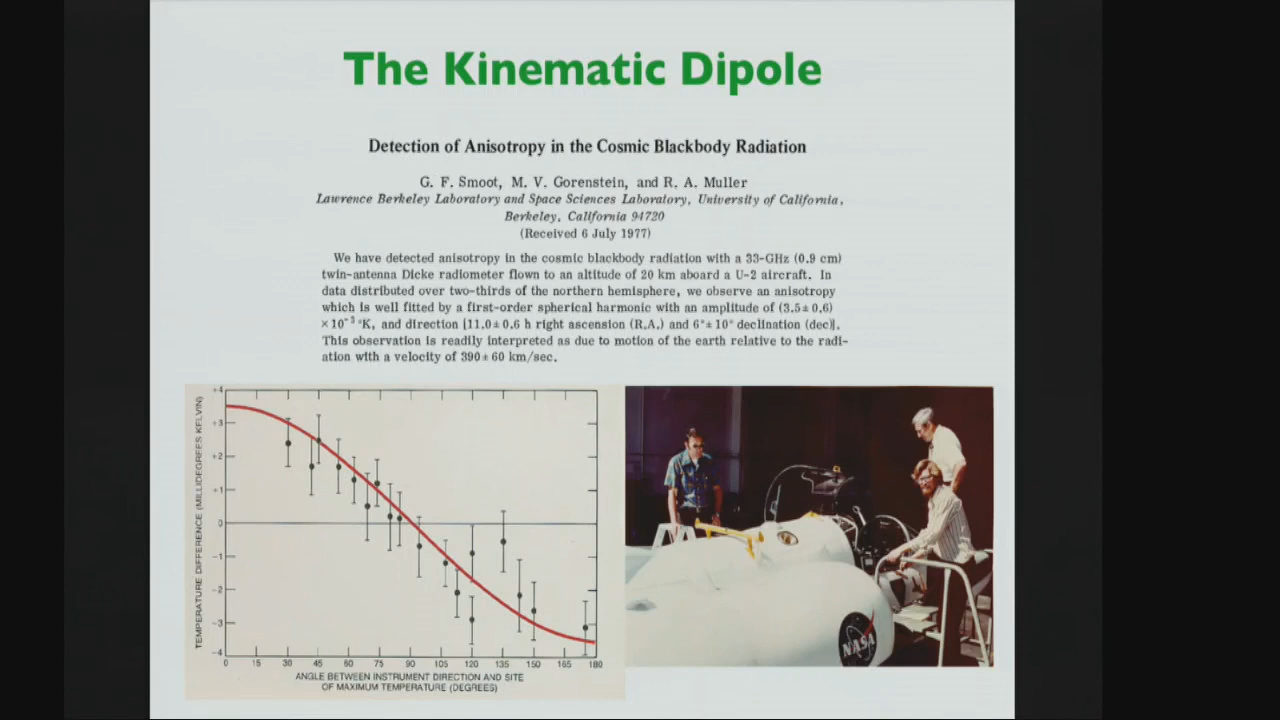 The Kinematic Dipole
Detection of Anisotropy in the Cosmic Blackbody Radiation
G. F. Smoot, M. V. Gorenstein, and R. A. Muller
Lawrence Berkeley Laboratory and Space Sciences Laboratory, University of California,
Berkeley, California 94720
(Received 6 July 1977)
We have detected anisotropy in the cosmic blackbody radiation with a 33-GHz (0.9 cm)
twin-antenna Dicke radiometer flown to an altitude of 20 km aboard a U-2 aircraft. In
data distributed over two-thirds of the northern hemisphere, we observe an anisotropy
which is well fitted by a first-order spherical harmonic with an amplitude of (3.5±0.6)
×10⁻³ °K, and direction [11.0±0.6 h right ascension (R.A.) and 6°±10° declination (dec)].
This observation is readily interpreted as due to motion of the earth relative to the radi-
ation with a velocity of 390±60 km/sec.
TEMPERATURE DIFFERENCE (MILLIDEGREES KELVIN)
+4
+3
+2
+1
0
−1
−2
−3
−4
0 15 30 45 60 75 90 105 120 135 150 165 180
ANGLE BETWEEN INSTRUMENT DIRECTION AND SITE
OF MAXIMUM TEMPERATURE (DEGREES)
NASA